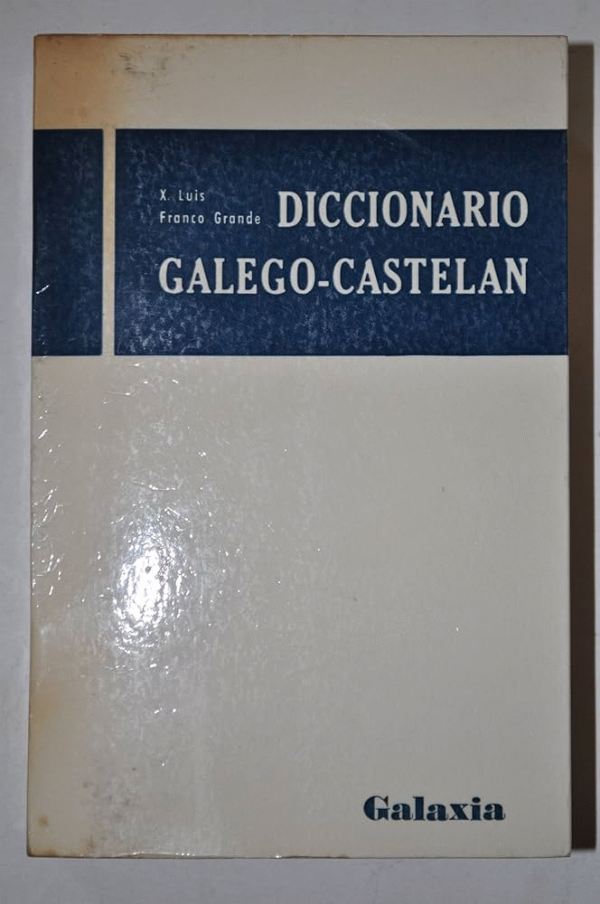 X. Luis
Franco Grande
DICCIONARIO
GALEGO-CASTELAN
Galaxia